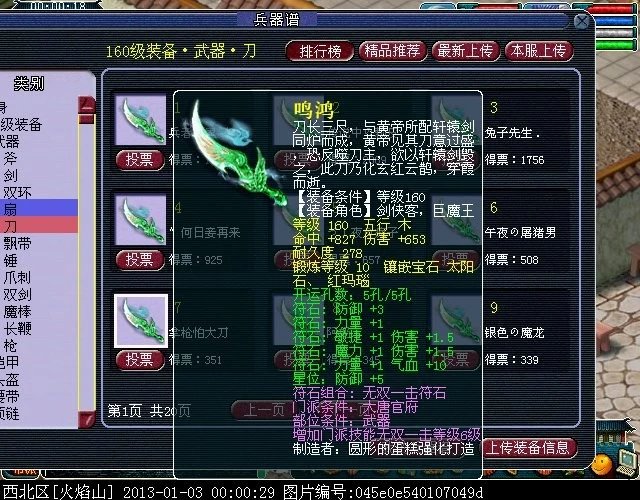 兵器谱
160级装备·武器·刀
排行榜
精品推荐
最新上传
本服上传
类别
级装备
斧
剑
双环
扇
刀
飘带
锤
爪刺
双剑
魔棒
长鞭
枪
投票
1
2
3
兔子先生.
得票：1756
投票
4
何日接再来
得票：925
6
午夜の屠猪男
得票：508
投票
7
拿枪怕大刀
得票：351
9
银色の魔龙
得票：339
鸣鸿
刀长三尺，与黄帝所配轩辕剑
同炉而成，黄帝见其刀意过盛
，恐反噬刀主，欲以轩辕剑毁
之，此刀乃化玄红云鹊，穿霞
而逝。
【装备条件】等级160
【装备角色】剑侠客，巨魔王
等级 160 五行 木
命中 +827 伤害 +653
耐久度 278
锻炼等级 10 镶嵌宝石 太阳
石、 红玛瑙
开运孔数：5孔/5孔
符石：防御 +3
符石：力量 +1
符石：敏捷 +1 伤害 +1.5
符石：魔力 +1 伤害 +2.5
符石：力量 +1 气血 +10
星位：防御 +5
符石组合：无双一击符石
门派条件：大唐官府
部位条件：武器
增加门派技能无双一击等级6级
制造者：圆形的蛋糕强化打造
第1页 共20页
上一页
上传装备信息
西北区[火焰山] 2013-01-03 00:00:29 图片编号:045e0e540107049d